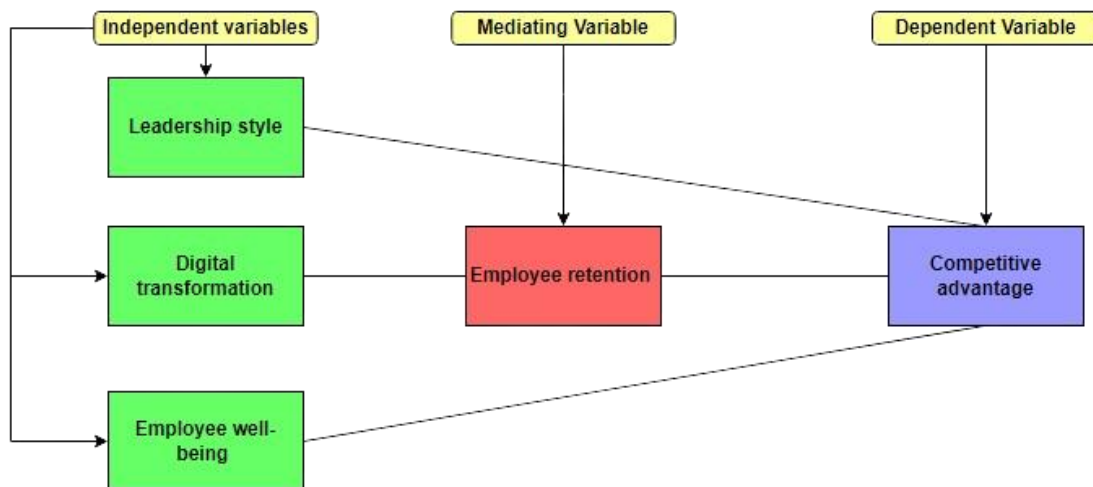 Independent variables
Mediating Variable
Dependent Variable
Leadership style
Digital
transformation
Employee retention
Competitive
advantage
Employee well-
being